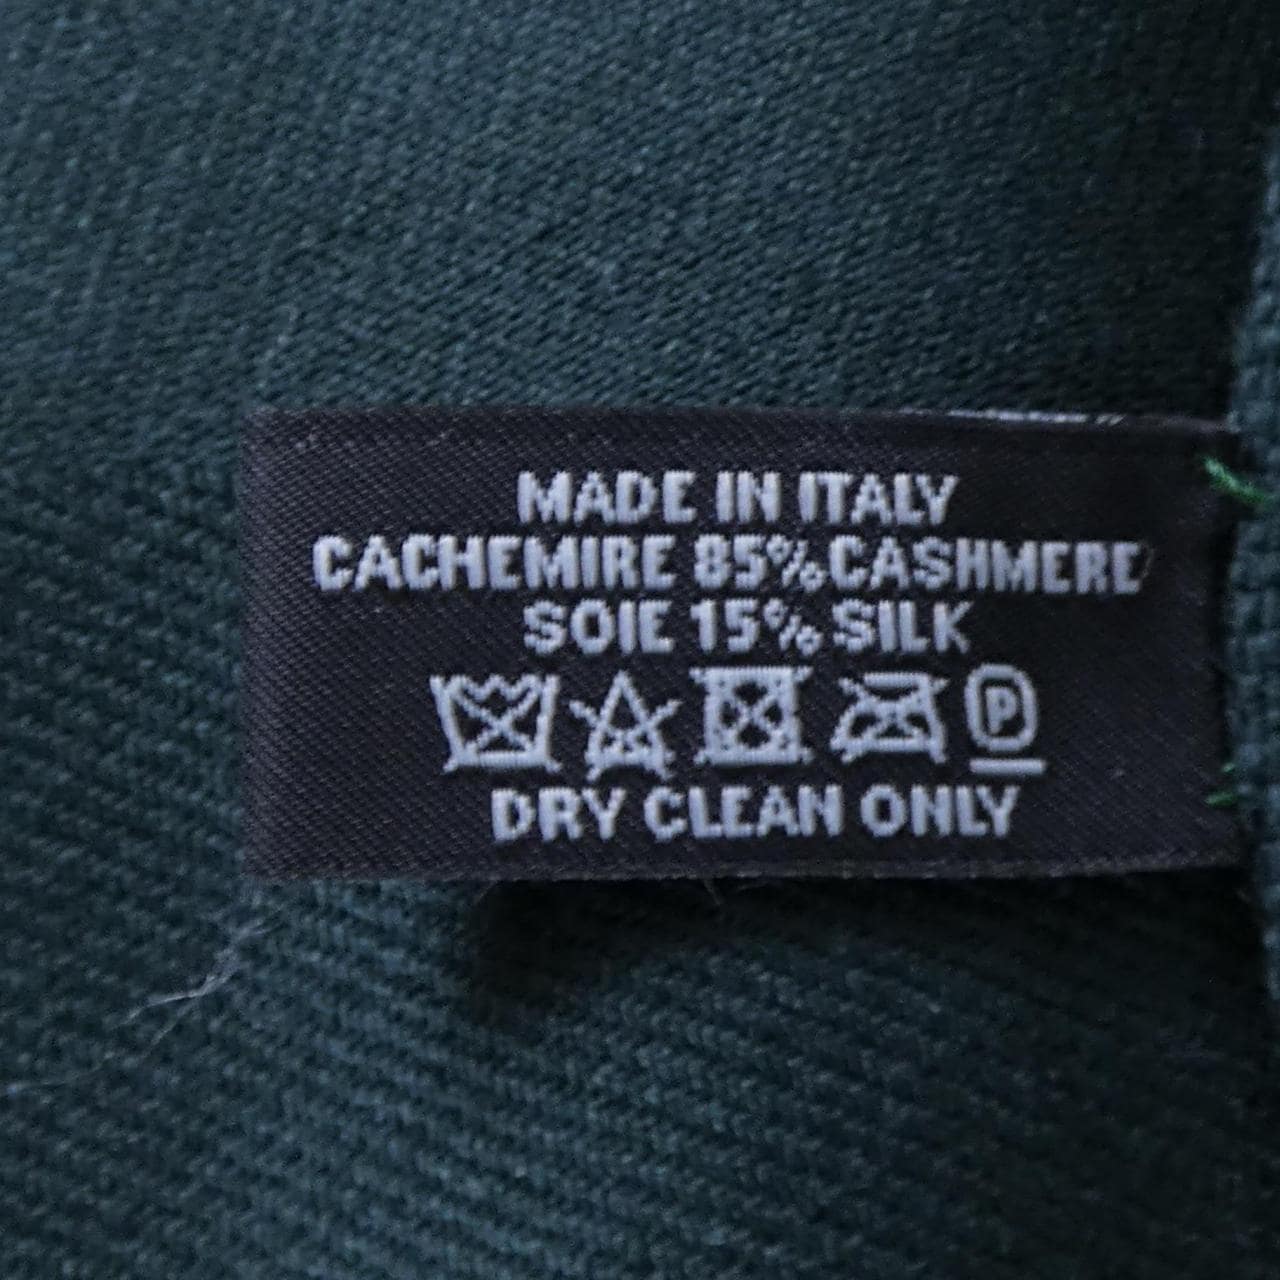 MADE IN ITALY
CACHEMIRE 85% CASHMERE
SOIE 15% SILK
P
DRY CLEAN ONLY